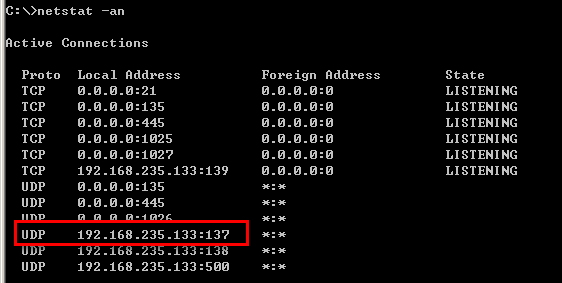 C:\>netstat -an
Active Connections
Proto Local Address Foreign Address State
TCP 0.0.0.0:21 0.0.0.0:0 LISTENING
TCP 0.0.0.0:135 0.0.0.0:0 LISTENING
TCP 0.0.0.0:445 0.0.0.0:0 LISTENING
TCP 0.0.0.0:1025 0.0.0.0:0 LISTENING
TCP 0.0.0.0:1027 0.0.0.0:0 LISTENING
TCP 192.168.235.133:139 0.0.0.0:0 LISTENING
UDP 0.0.0.0:135 *:*
UDP 0.0.0.0:445 *:*
UDP 0.0.0.0:1026 *:*
UDP 192.168.235.133:137 *:*
UDP 192.168.235.133:138 *:*
UDP 192.168.235.133:500 *:*